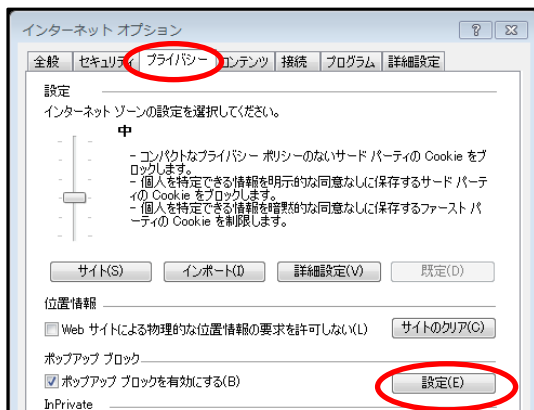 インターネット オプション
全般 セキュリティ プライバシー コンテンツ 接続 プログラム 詳細設定
設定
インターネット ゾーンの設定を選択してください。
中
- コンパクトなプライバシー ポリシーのないサード パーティの Cookie をブ
ロックします。
- 個人を特定できる情報を明示的な同意なしに保存するサード パーテ
ィの Cookie をブロックします。
- 個人を特定できる情報を暗黙的な同意なしに保存するファースト パ
ーティの Cookie を制限します。
サイト(S) インポート(I) 詳細設定(V) 既定(D)
位置情報
Web サイトによる物理的な位置情報の要求を許可しない(L) サイトのクリア(C)
ポップアップ ブロック
ポップアップ ブロックを有効にする(B) 設定(E)
InPrivate